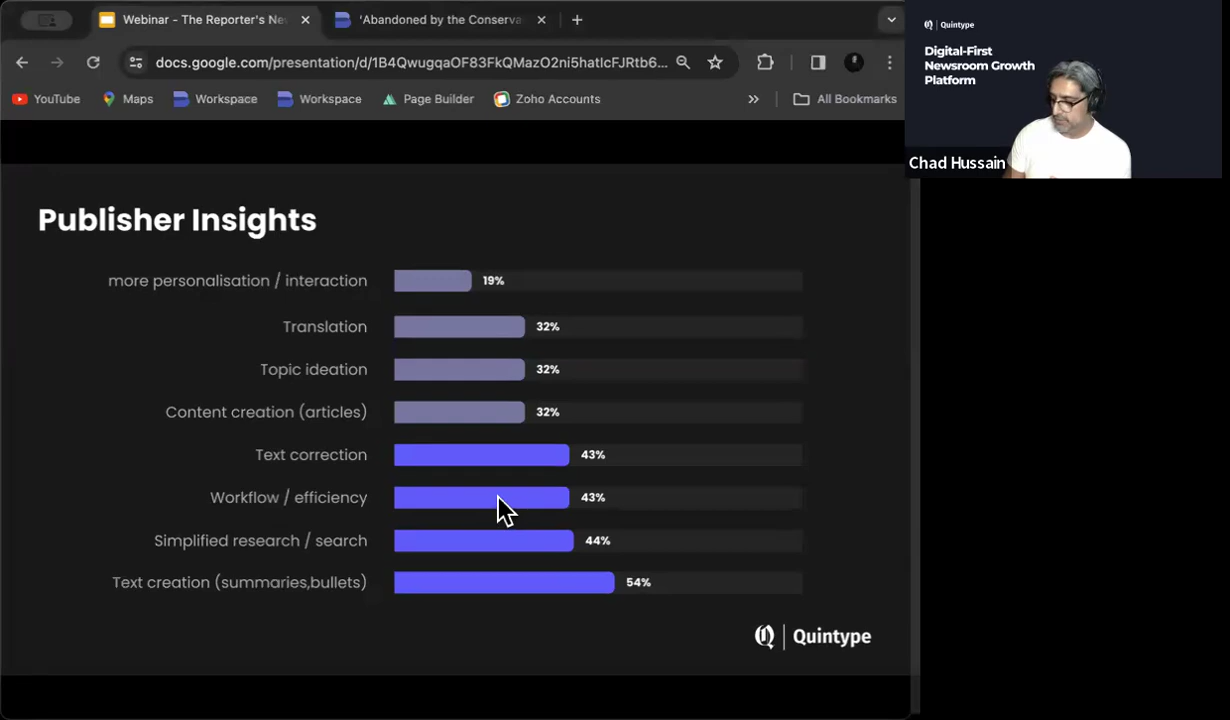 Webinar - The Reporter's Ne
'Abandoned by the Conserva
docs.google.com/presentation/d/1B4QwugqaOF83FkQMazO2ni5hatIcFJRtb6...
YouTube
Maps
Workspace
Workspace
Page Builder
Zoho Accounts
All Bookmarks
Quintype
Digital-First
Newsroom Growth
Platform
Chad Hussain
Publisher Insights
more personalisation / interaction 19%
Translation 32%
Topic ideation 32%
Content creation (articles) 32%
Text correction 43%
Workflow / efficiency 43%
Simplified research / search 44%
Text creation (summaries,bullets) 54%
Quintype